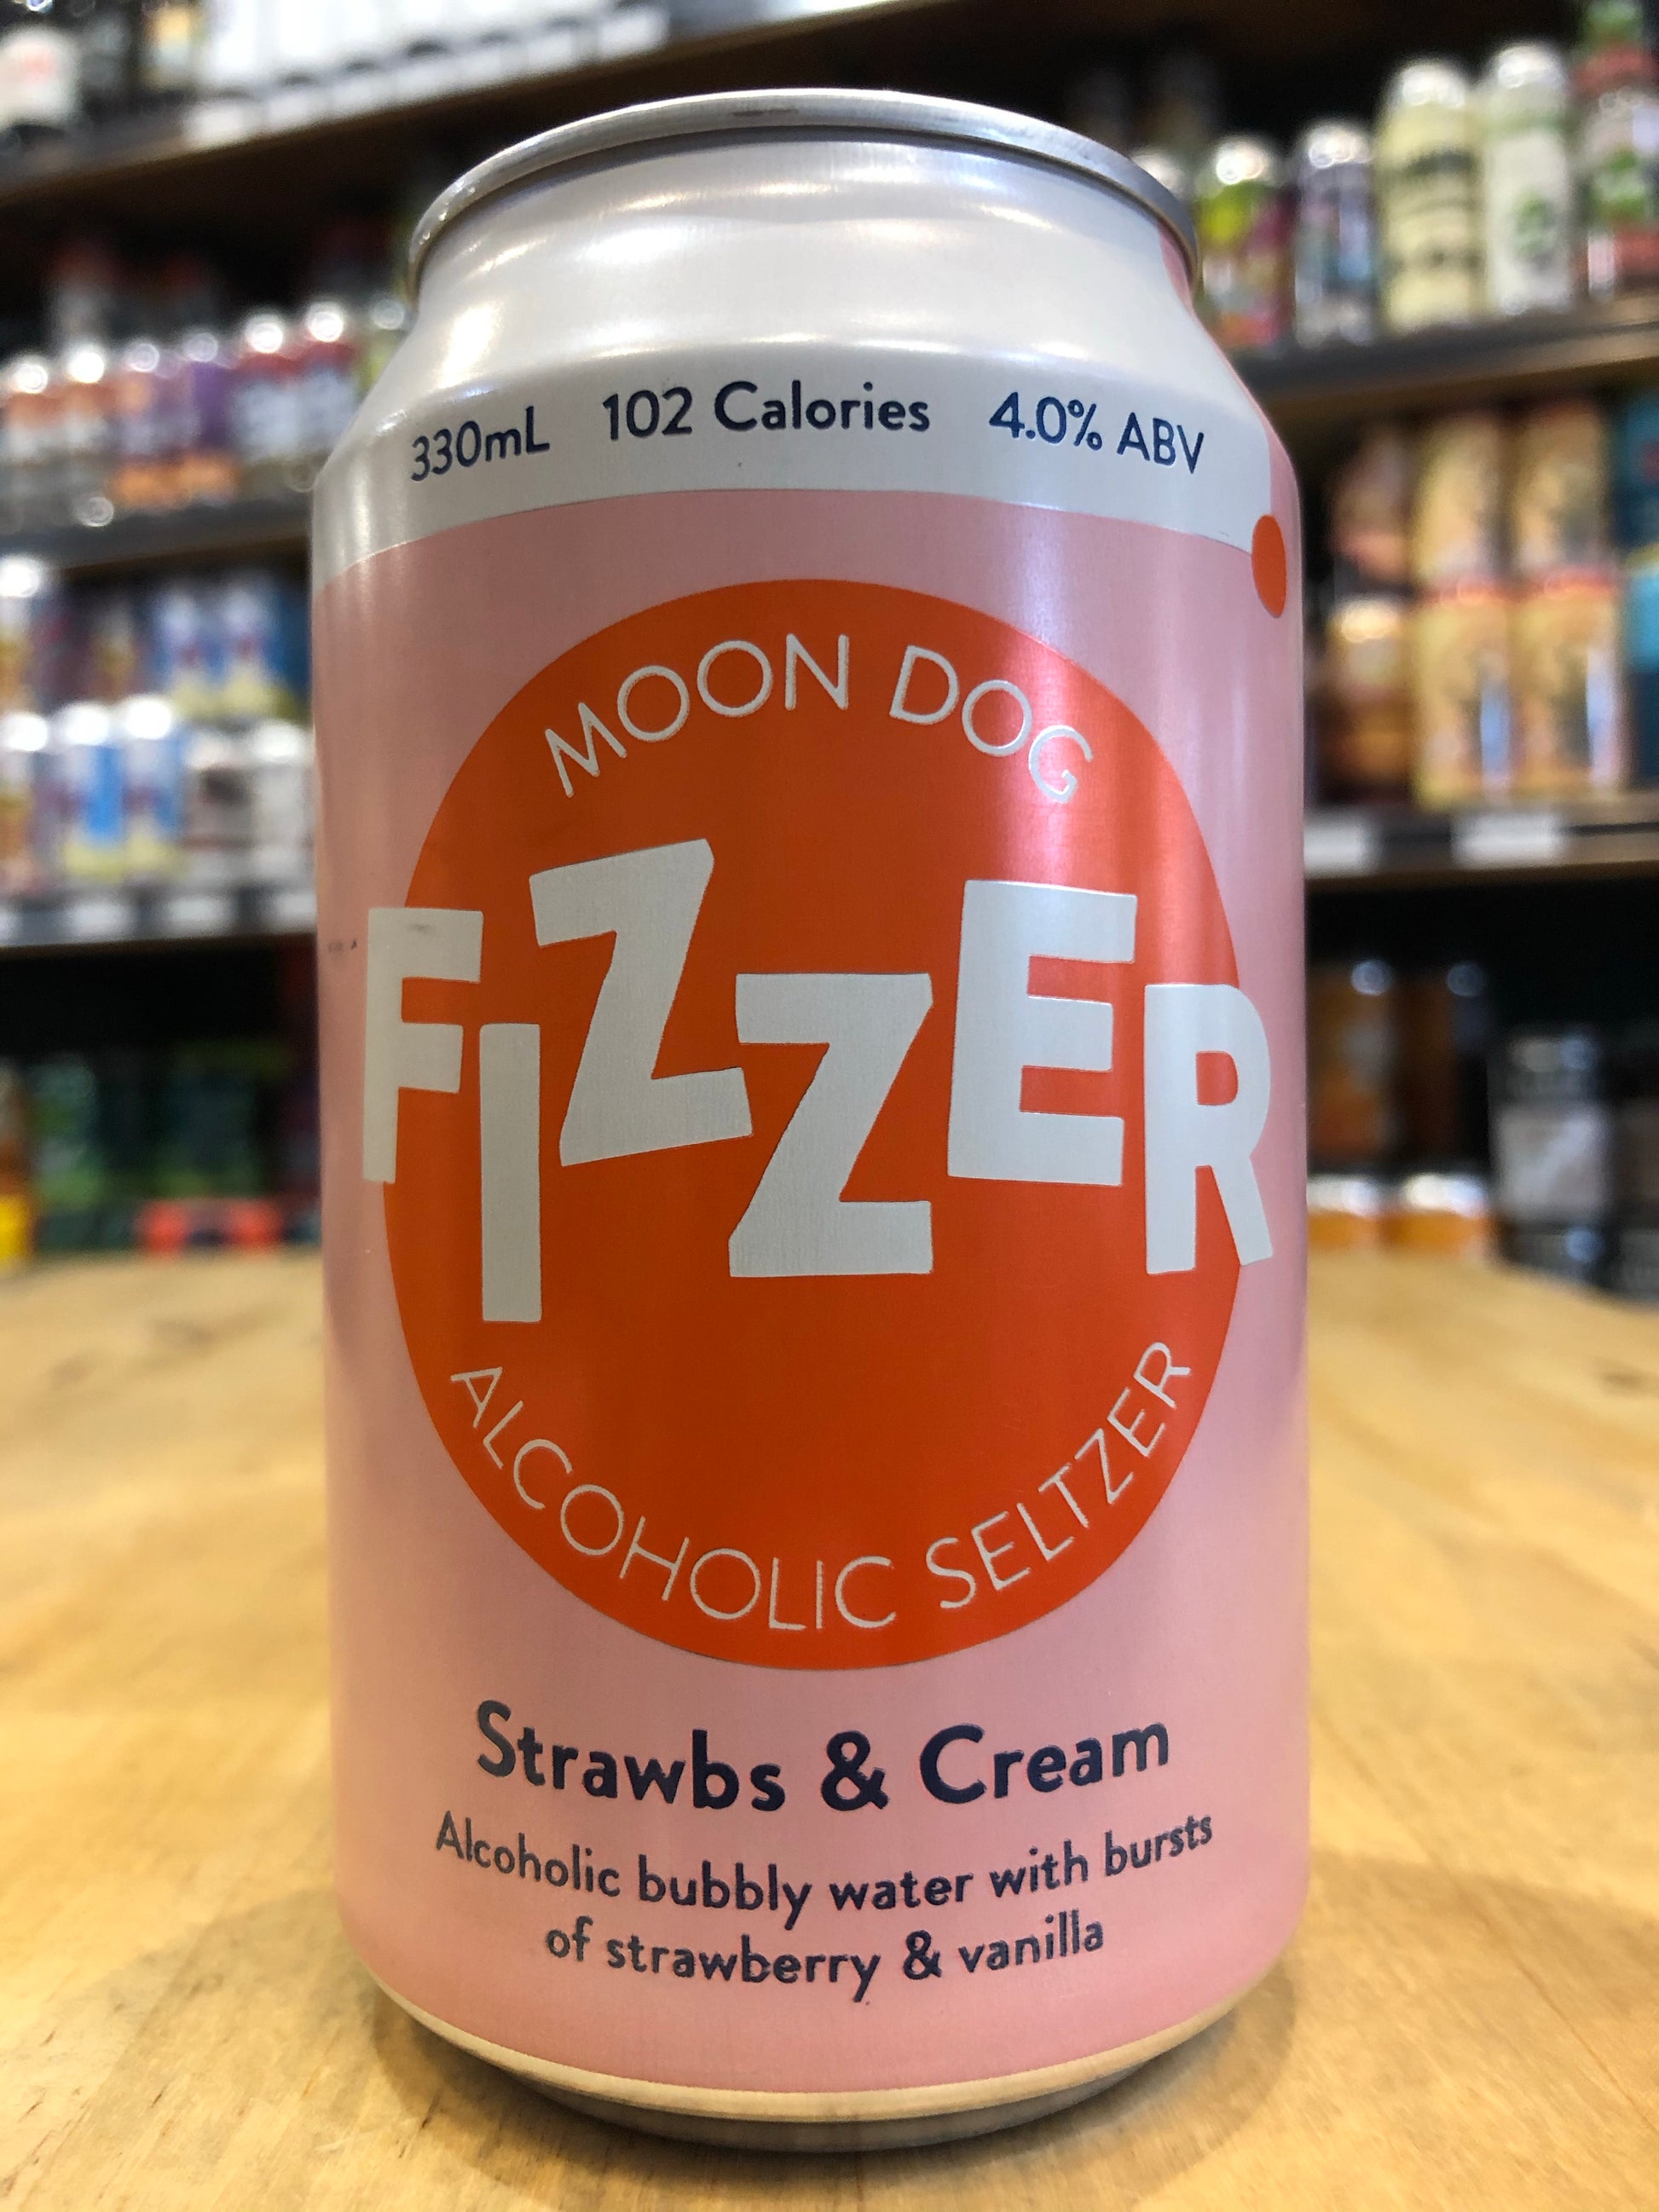 330mL 102 Calories 4.0% ABV
MOON DOG
FIZZER
ALCOHOLIC SELTZER
Strawbs & Cream
Alcoholic bubbly water with bursts
of strawberry & vanilla